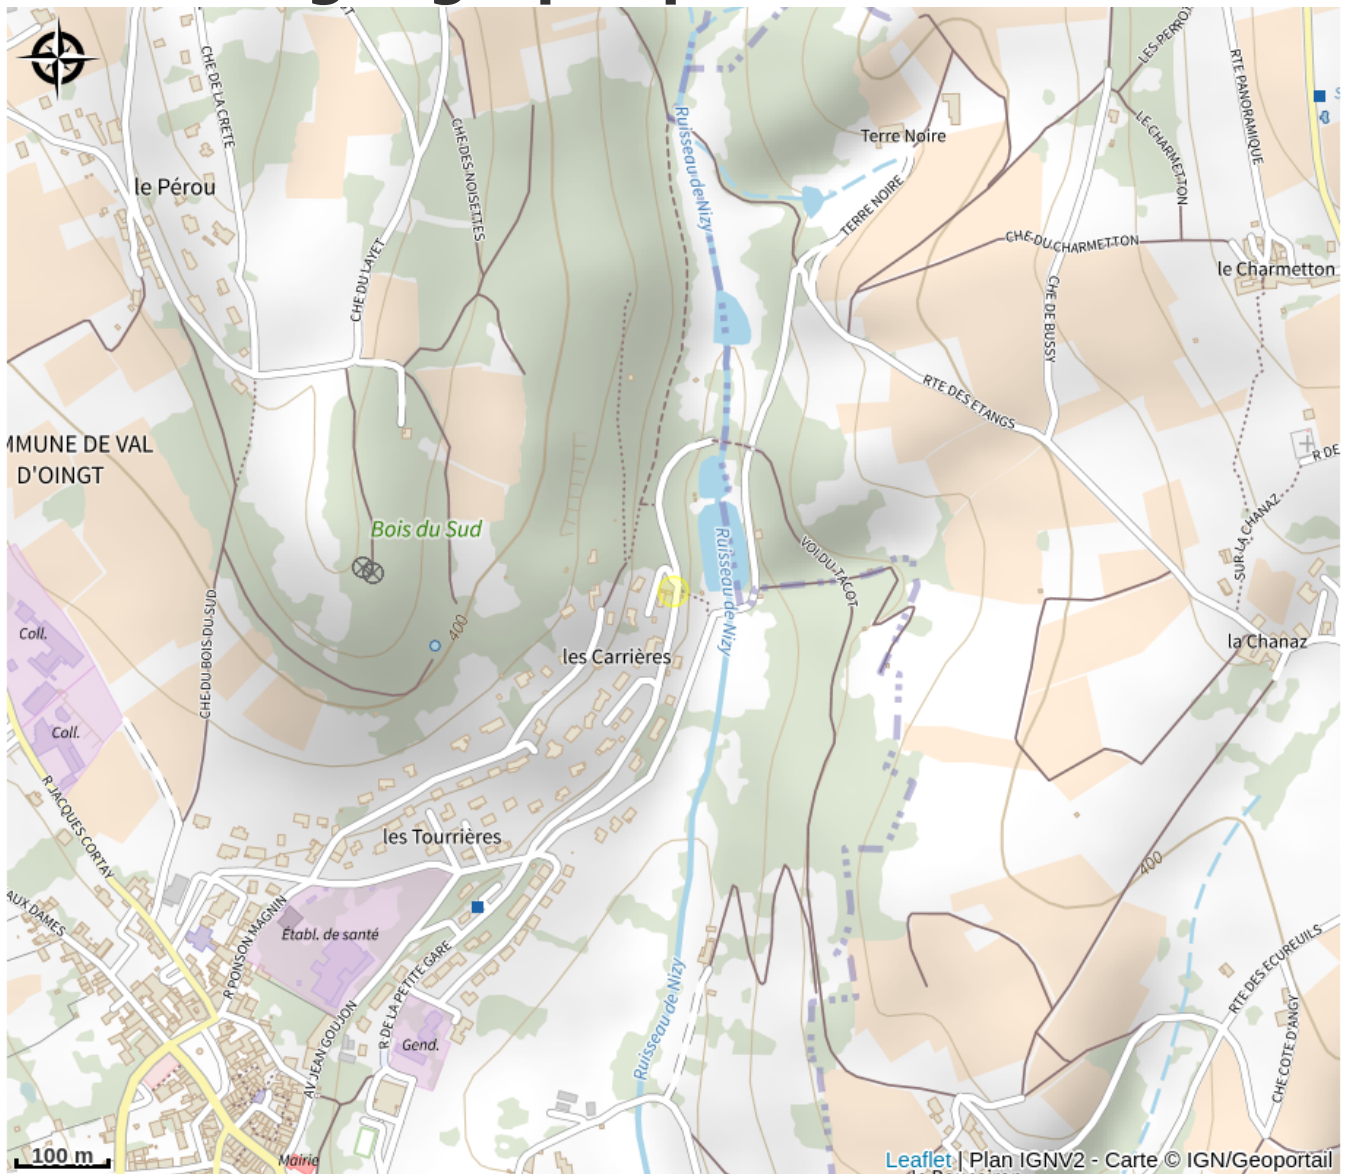 CHE DE LA CRETE
LES PERROT
RTE PANORAMIQUE
CHE DES NOISETTES
Ruisseau de Nizy
Terre Noire
LE CHARMETTON
le Pérou
TERRE NOIRE
CHE DU LAYET
CHE DU CHARMETTON
le Charmetton
CHE DE BUSSY
RTE DES ETANGS
MMUNE DE VAL
D'OINGT
R DE
Bois du Sud
SUR LA CHANAZ
VOI DU TACOT
Ruisseau de Nizy
CHE DU BOIS DU SUD
400
Coll.
la Chanaz
les Carrières
Coll.
R JACQUES CORTAY
les Tourrières
400
AUX DAMES
R PONSON MAGNIN
Établ. de santé
R DE LA PETITE GARE
Ruisseau de Nizy
RTE DES ECUREUILS
AV JEAN GOUJON
Gend.
CHE COTE D'ANGY
100 m
Mairie
Leaflet | Plan IGNV2 - Carte © IGN/Geoportail